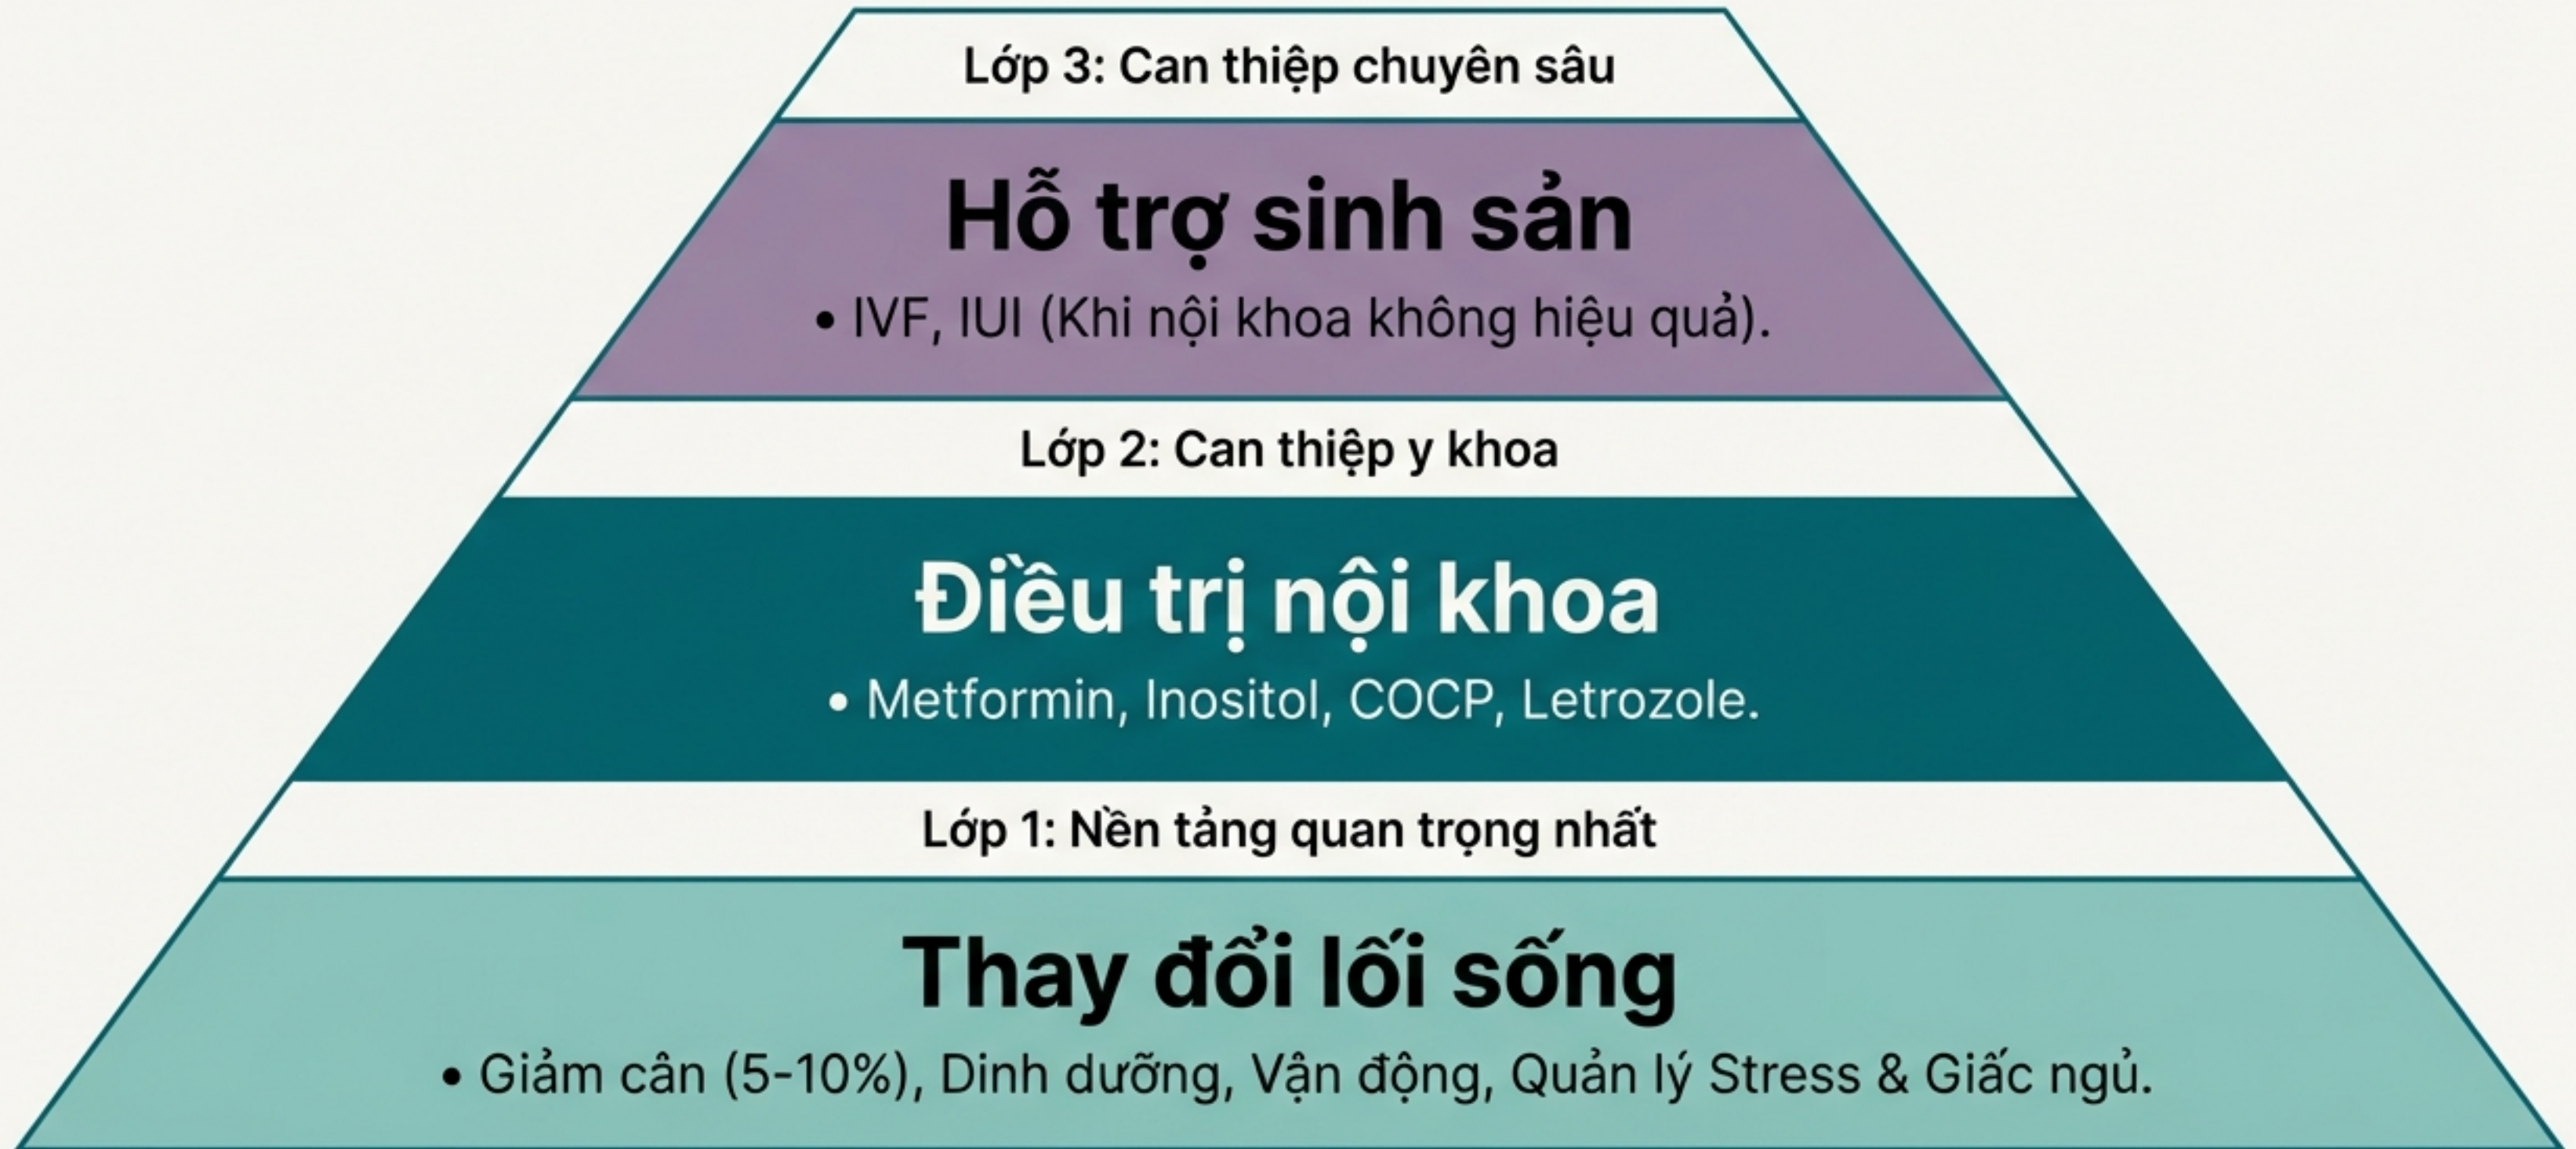 Lớp 3: Can thiệp chuyên sâu
Hỗ trợ sinh sản
• IVF, IUI (Khi nội khoa không hiệu quả).
Lớp 2: Can thiệp y khoa
Điều trị nội khoa
• Metformin, Inositol, COCP, Letrozole.
Lớp 1: Nền tảng quan trọng nhất
Thay đổi lối sống
• Giảm cân (5-10%), Dinh dưỡng, Vận động, Quản lý Stress & Giấc ngủ.